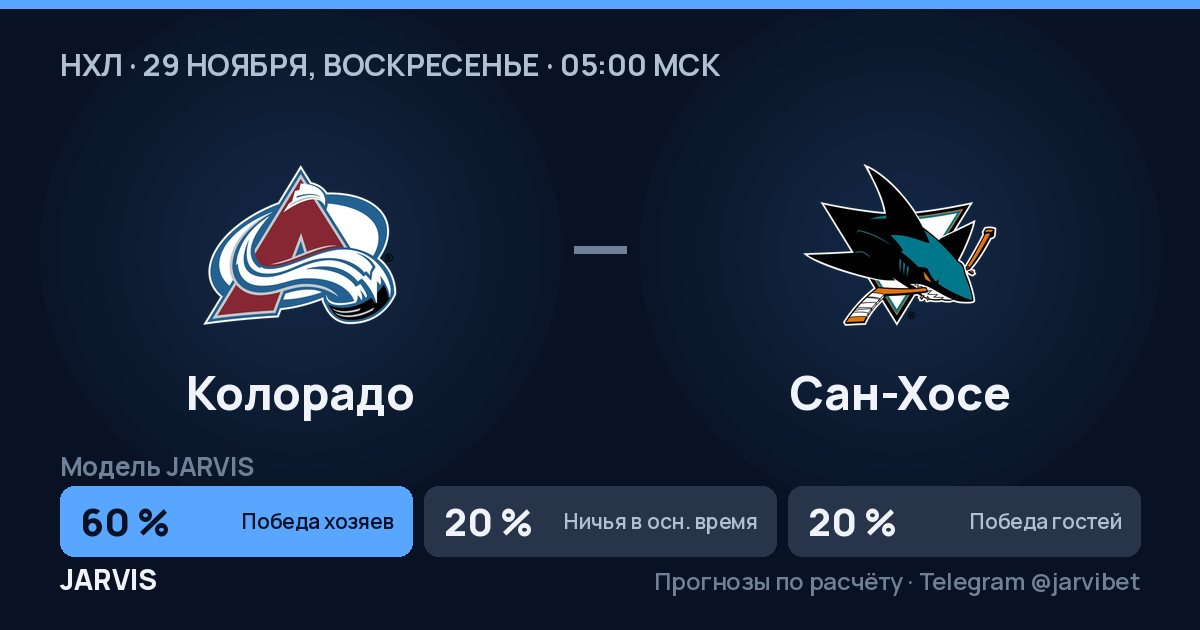 НХЛ · 29 НОЯБРЯ, ВОСКРЕСЕНЬЕ · 05:00 МСК
Колорадо
—
Сан-Хосе
Модель JARVIS
60 % Победа хозяев
20 % Ничья в осн. время
20 % Победа гостей
JARVIS
Прогнозы по расчёту · Telegram @jarvibet